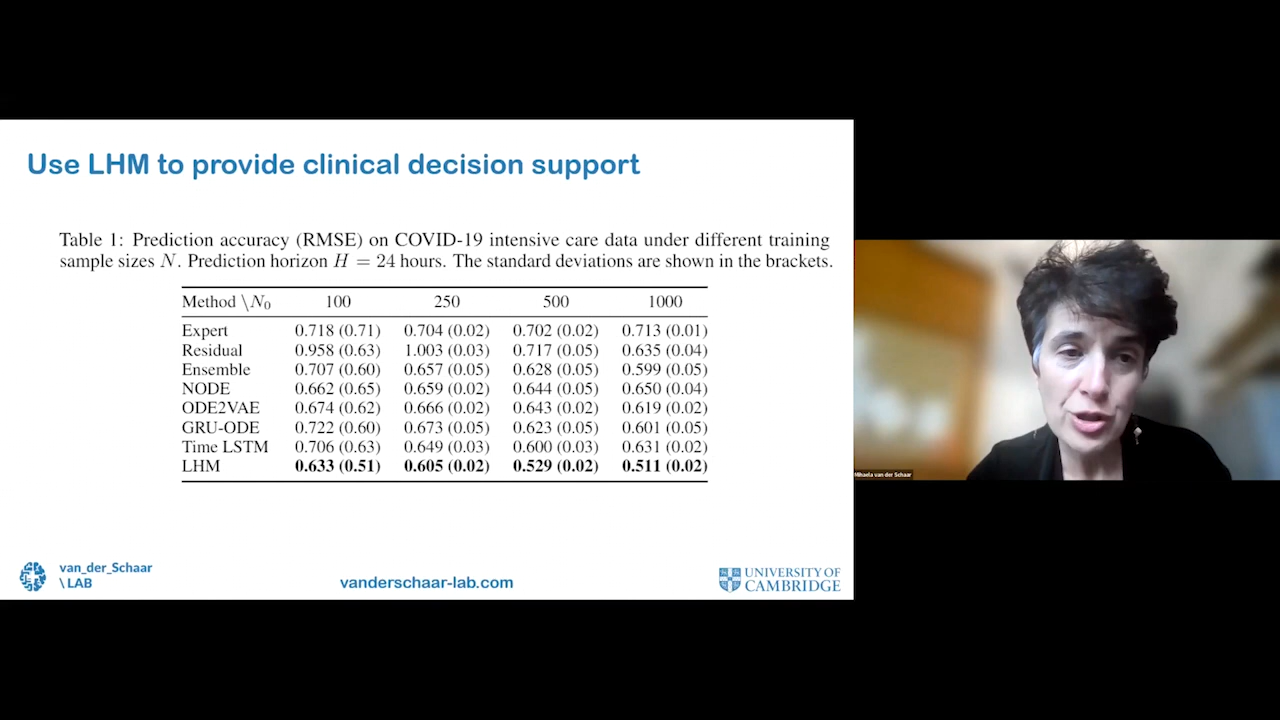 Use LHM to provide clinical decision support
Table 1: Prediction accuracy (RMSE) on COVID-19 intensive care data under different training
sample sizes N. Prediction horizon H = 24 hours. The standard deviations are shown in the brackets.
Method \N₀ 100 250 500 1000
Expert 0.718 (0.71) 0.704 (0.02) 0.702 (0.02) 0.713 (0.01)
Residual 0.958 (0.63) 1.003 (0.03) 0.717 (0.05) 0.635 (0.04)
Ensemble 0.707 (0.60) 0.657 (0.05) 0.628 (0.05) 0.599 (0.05)
NODE 0.662 (0.65) 0.659 (0.02) 0.644 (0.05) 0.650 (0.04)
ODE2VAE 0.674 (0.62) 0.666 (0.02) 0.643 (0.02) 0.619 (0.02)
GRU-ODE 0.722 (0.60) 0.673 (0.05) 0.623 (0.05) 0.601 (0.05)
Time LSTM 0.706 (0.63) 0.649 (0.03) 0.600 (0.03) 0.631 (0.02)
LHM 0.633 (0.51) 0.605 (0.02) 0.529 (0.02) 0.511 (0.02)
van_der_Schaar
\ LAB
vanderschaar-lab.com
UNIVERSITY OF
CAMBRIDGE
Mihaela van der Schaar